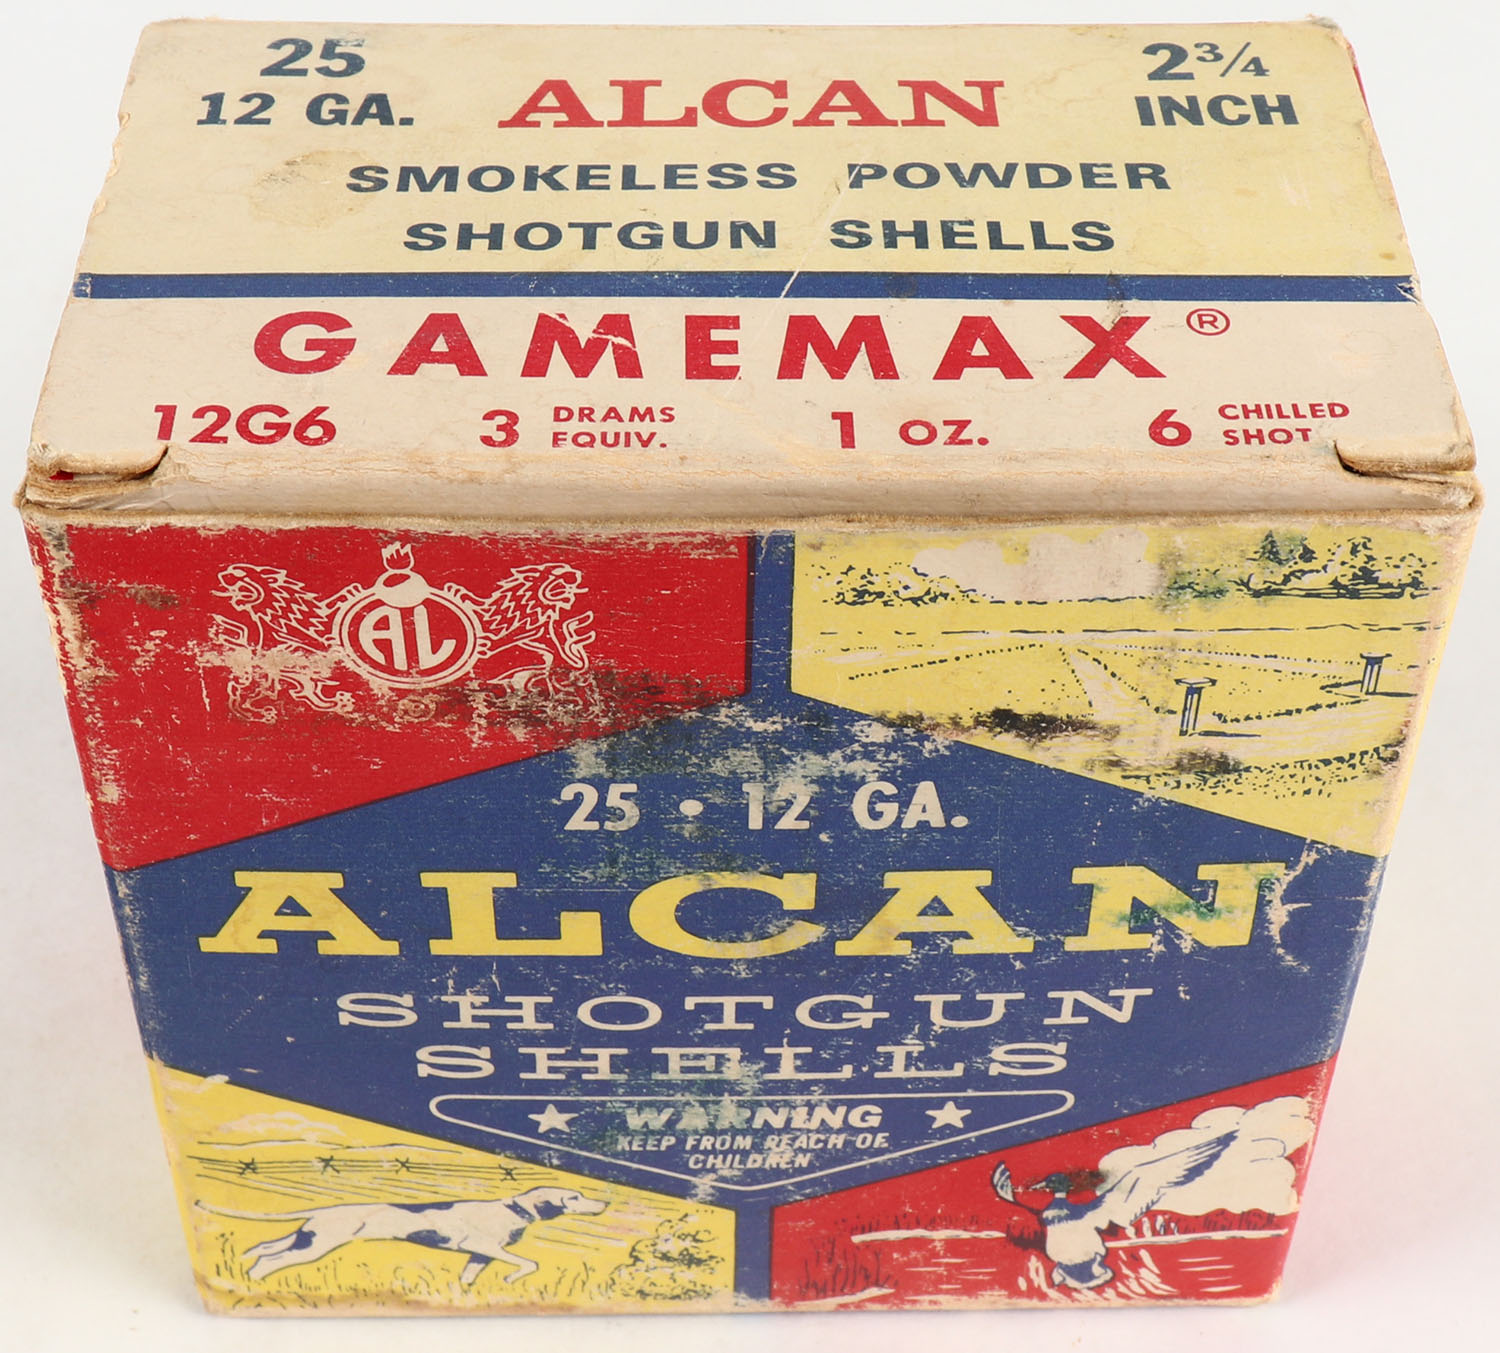 25
12 GA.
ALCAN
2 3/4
INCH
SMOKELESS POWDER
SHOTGUN SHELLS
GAMEMAX®
12G6 3 DRAMS EQUIV. 1 OZ. 6 CHILLED SHOT
AL
25 • 12 GA.
ALCAN
SHOTGUN
SHELLS
★ WARNING ★
KEEP FROM REACH OF
CHILDREN